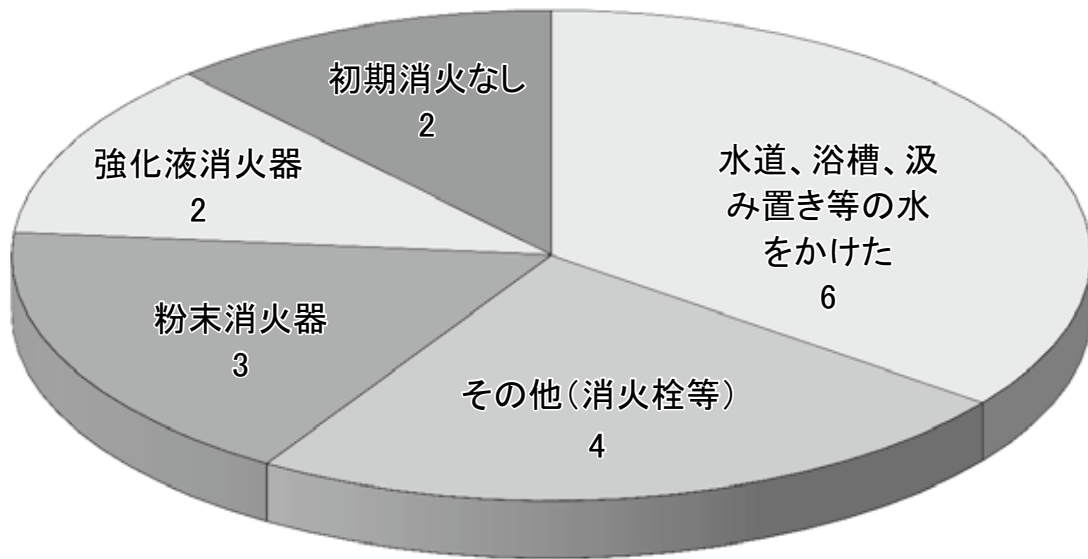 初期消火なし
2
水道、浴槽、汲
み置き等の水
をかけた
6
強化液消火器
2
粉末消火器
3
その他(消火栓等)
4